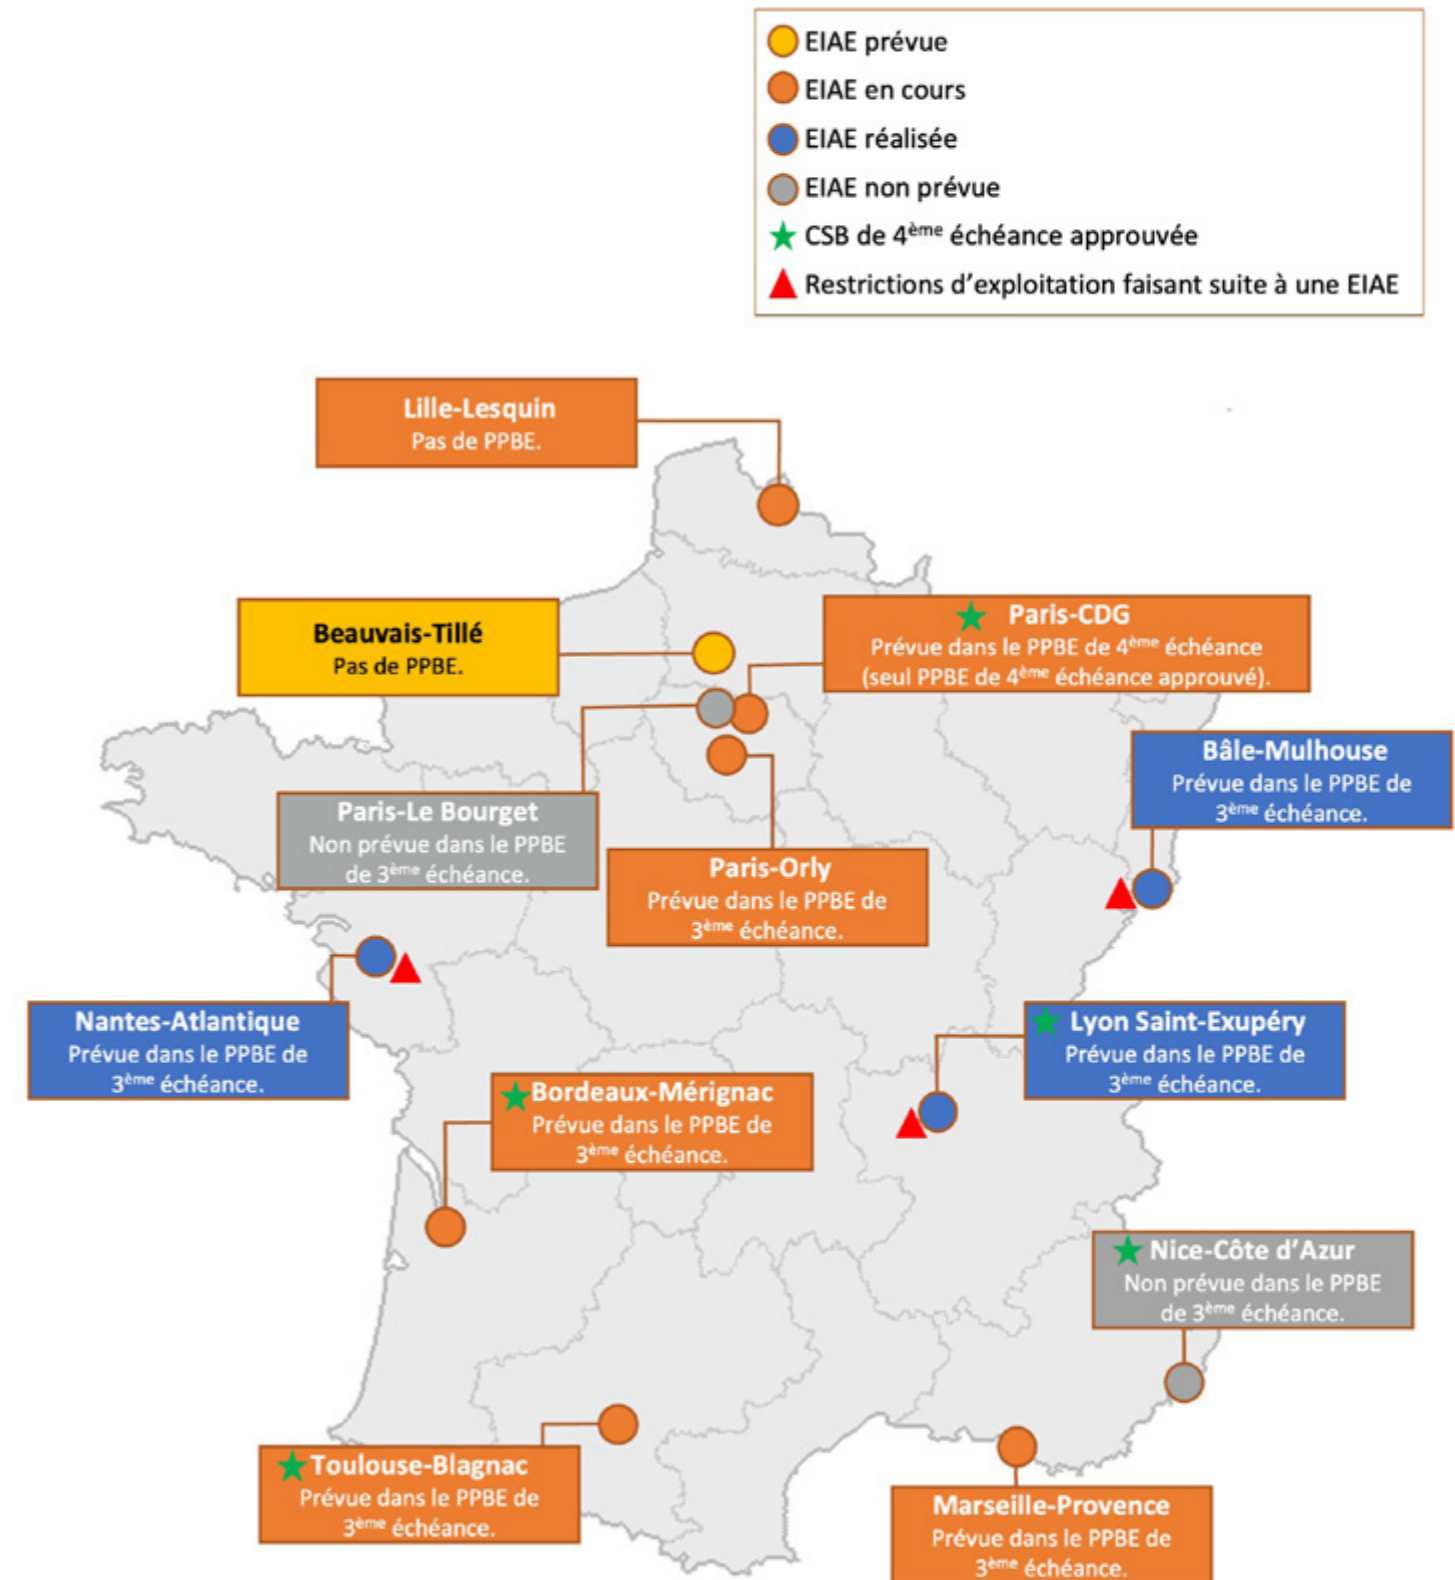 EIAE prévue
EIAE en cours
EIAE réalisée
EIAE non prévue
CSB de 4ème échéance approuvée
Restrictions d’exploitation faisant suite à une EIAE
Lille-Lesquin
Pas de PPBE.
Beauvais-Tillé
Pas de PPBE.
Paris-CDG
Prévue dans le PPBE de 4ème échéance
(seul PPBE de 4ème échéance approuvé).
Bâle-Mulhouse
Prévue dans le PPBE de
3ème échéance.
Paris-Le Bourget
Non prévue dans le PPBE
de 3ème échéance.
Paris-Orly
Prévue dans le PPBE de
3ème échéance.
Nantes-Atlantique
Prévue dans le PPBE de
3ème échéance.
Lyon Saint-Exupéry
Prévue dans le PPBE de
3ème échéance.
Bordeaux-Mérignac
Prévue dans le PPBE de
3ème échéance.
Nice-Côte d’Azur
Non prévue dans le PPBE
de 3ème échéance.
Toulouse-Blagnac
Prévue dans le PPBE de
3ème échéance.
Marseille-Provence
Prévue dans le PPBE de
3ème échéance.